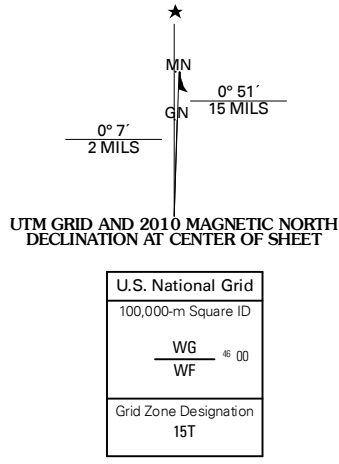 ★
MN
0° 51´
15 MILS
GN
0° 7´
2 MILS
UTM GRID AND 2010 MAGNETIC NORTH
DECLINATION AT CENTER OF SHEET
U.S. National Grid
100,000-m Square ID
WG
46 00
WF
Grid Zone Designation
15T